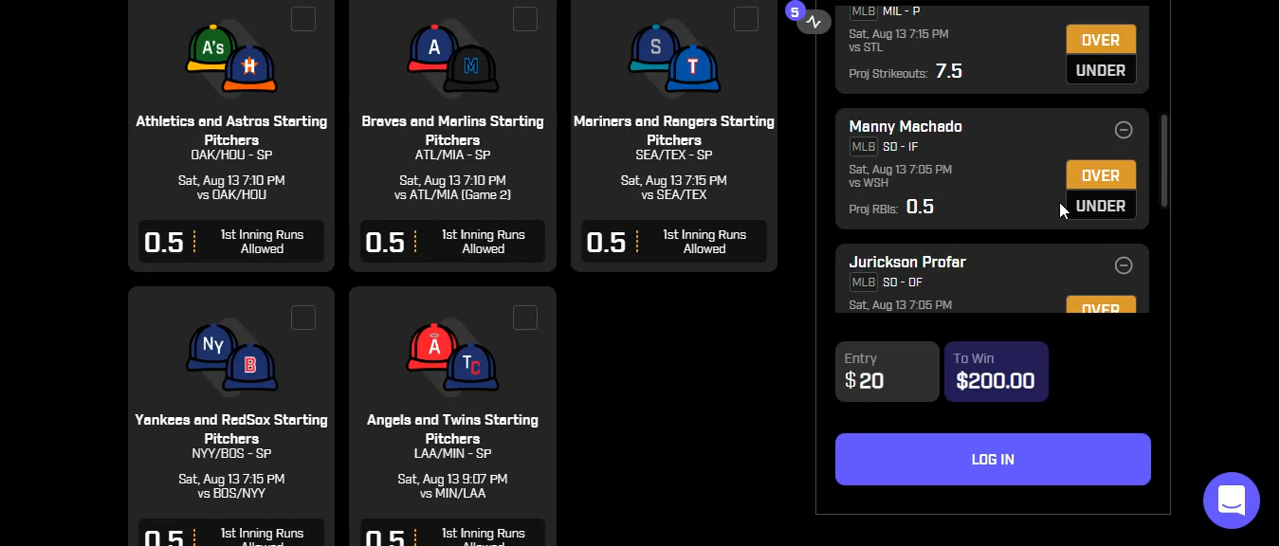 A's
H
Athletics and Astros Starting
Pitchers
OAK/HOU - SP
Sat, Aug 13 7:10 PM
vs OAK/HOU
0.5
1st Inning Runs
Allowed
A
M
Braves and Marlins Starting
Pitchers
ATL/MIA - SP
Sat, Aug 13 7:10 PM
vs ATL/MIA (Game 2)
0.5
1st Inning Runs
Allowed
S
T
Mariners and Rangers Starting
Pitchers
SEA/TEX - SP
Sat, Aug 13 7:15 PM
vs SEA/TEX
0.5
1st Inning Runs
Allowed
NY
B
Yankees and RedSox Starting
Pitchers
NYY/BOS - SP
Sat, Aug 13 7:15 PM
vs BOS/NYY
0.5
1st Inning Runs
Allowed
A
TC
Angels and Twins Starting
Pitchers
LAA/MIN - SP
Sat, Aug 13 9:07 PM
vs MIN/LAA
0.5
1st Inning Runs
Allowed
5
MLB MIL - P
Sat, Aug 13 7:15 PM
vs STL
Proj Strikeouts: 7.5
OVER
UNDER
Manny Machado
MLB SD - IF
Sat, Aug 13 7:05 PM
vs WSH
Proj RBIs: 0.5
OVER
UNDER
Jurickson Profar
MLB SD - OF
Sat, Aug 13 7:05 PM
OVER
Entry
$20
To Win
$200.00
LOG IN